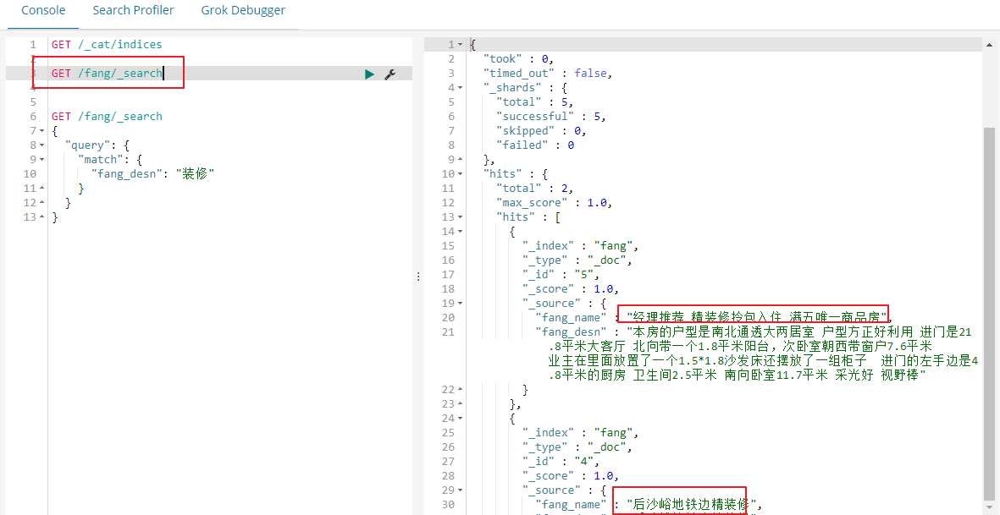 Console Search Profiler Grok Debugger
1 GET /_cat/indices
2
3 GET /fang/_search
4
5
6 GET /fang/_search
7 {
8 "query": {
9 "match": {
10 "fang_desn": "装修"
11 }
12 }
13 }
1 {
2 "took" : 0,
3 "timed_out" : false,
4 "_shards" : {
5 "total" : 5,
6 "successful" : 5,
7 "skipped" : 0,
8 "failed" : 0
9 },
10 "hits" : {
11 "total" : 2,
12 "max_score" : 1.0,
13 "hits" : [
14 {
15 "_index" : "fang",
16 "_type" : "_doc",
17 "_id" : "5",
18 "_score" : 1.0,
19 "_source" : {
20 "fang_name" : "经理推荐 精装修拎包入住 满五唯一商品房",
21 "fang_desn" : "本房的户型是南北通透大两居室 户型方正好利用 进门是21
.8平米大客厅 北向带一个1.8平米阳台，次卧室朝西带窗户7.6平米
业主在里面放置了一个1.5*1.8沙发床还摆放了一组柜子  进门的左手边是4
.8平米的厨房 卫生间2.5平米 南向卧室11.7平米 采光好 视野棒"
22 }
23 },
24 {
25 "_index" : "fang",
26 "_type" : "_doc",
27 "_id" : "4",
28 "_score" : 1.0,
29 "_source" : {
30 "fang_name" : "后沙峪地铁边精装修",